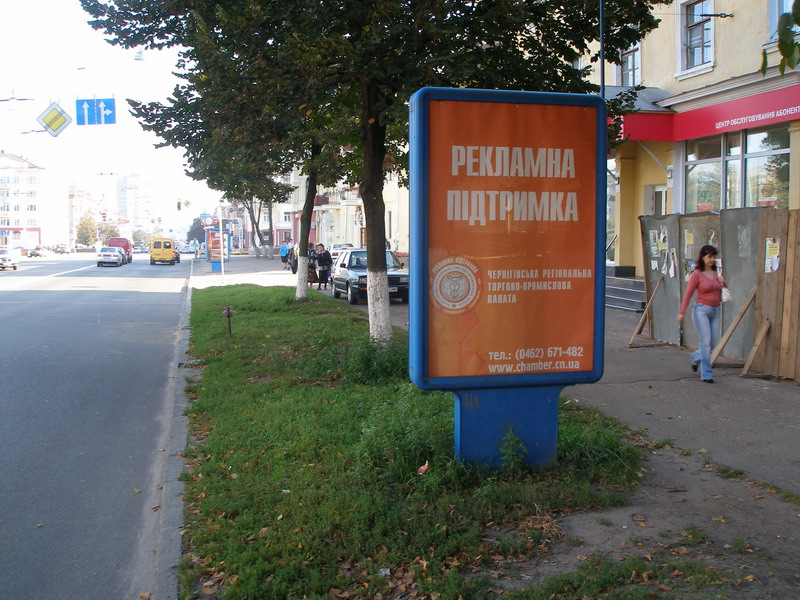 ЦЕНТР ОБСЛУГОВУВАННЯ АБОНЕНТ
РЕКЛАМНА
ПІДТРИМКА
ЧЕРНІГІВСЬКА РЕГІОНАЛЬНА
ТОРГОВО-ПРОМИСЛОВА
ПАЛАТА
тел.: (0462) 671-482
www.chamber.cn.ua